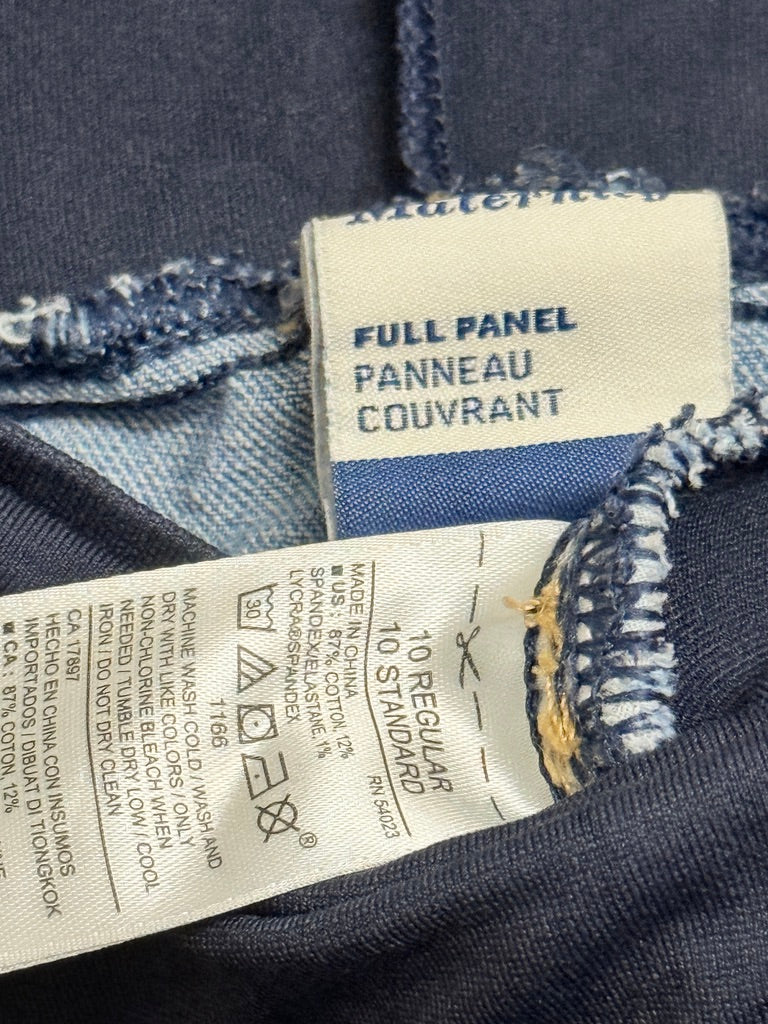 Maternity
FULL PANEL
PANNEAU
COUVRANT
10 REGULAR
10 STANDARD
RN 54023
MADE IN CHINA
■ US : 87% COTTON, 12%
SPANDEX/ELASTANE, 1%
LYCRA®SPANDEX
30
®
1166
MACHINE WASH COLD / WASH AND
DRY WITH LIKE COLORS / ONLY
NON-CHLORINE BLEACH WHEN
NEEDED / TUMBLE DRY LOW / COOL
IRON / DO NOT DRY CLEAN
CA 17897
HECHO EN CHINA CON INSUMOS
IMPORTADOS / DIBUAT DI TIONGKOK
■ CA : 87% COTON, 12%